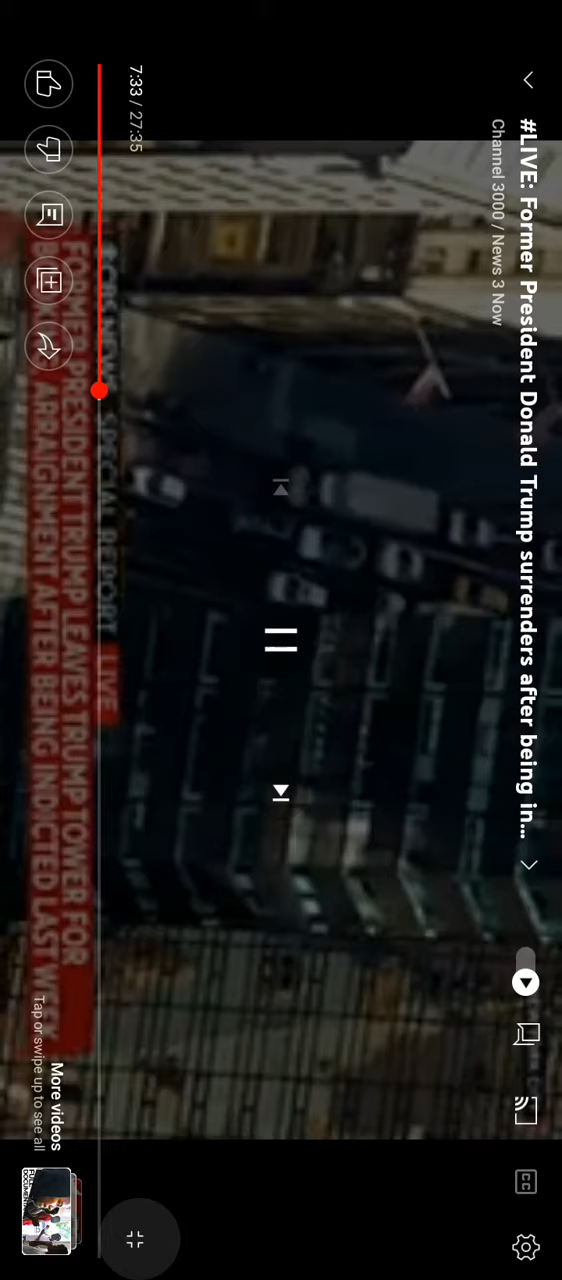 #LIVE: Former President Donald Trump surrenders after being in...
Channel 3000 / News 3 Now
CC
7:33 / 27:35
SPECIAL REPORT LIVE
FORMER PRESIDENT TRUMP LEAVES TRUMP TOWER FOR
ARRAIGNMENT AFTER BEING INDICTED LAST WEEK
More videos
Tap or swipe up to see all